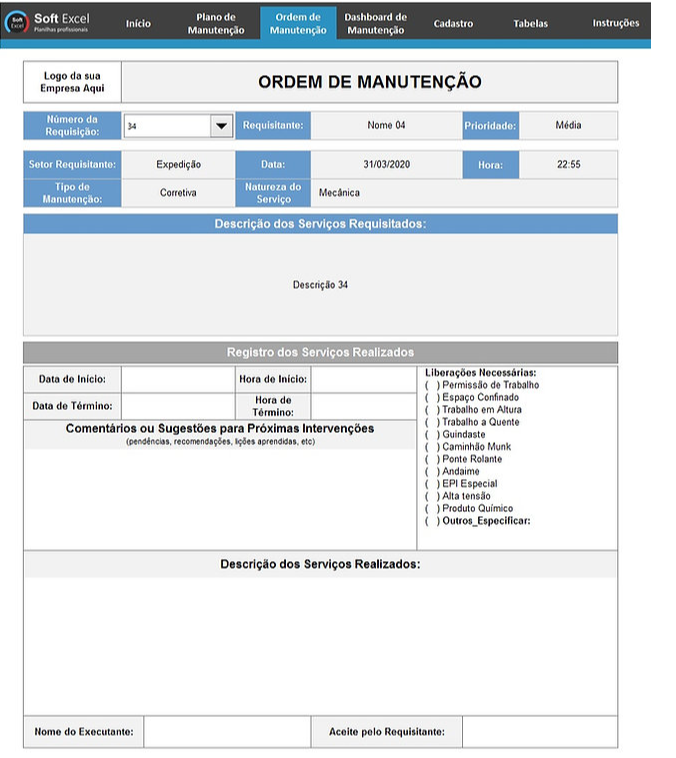 Soft Excel
Soft Excel
Planilhas profissionais
Início
Plano de Manutenção
Ordem de Manutenção
Dashboard de Manutenção
Cadastro
Tabelas
Instruções
Logo da sua Empresa Aqui
ORDEM DE MANUTENÇÃO
Número da Requisição: 34 Requisitante: Nome 04 Prioridade: Média
Setor Requisitante: Expedição Data: 31/03/2020 Hora: 22:55
Tipo de Manutenção: Corretiva Natureza do Serviço Mecânica
Descrição dos Serviços Requisitados:
Descrição 34
Registro dos Serviços Realizados
Data de Início: Hora de Início:
Data de Término: Hora de Término:
Comentários ou Sugestões para Próximas Intervenções
(pendências, recomendações, lições aprendidas, etc)
Liberações Necessárias:
( ) Permissão de Trabalho
( ) Espaço Confinado
( ) Trabalho em Altura
( ) Trabalho a Quente
( ) Guindaste
( ) Caminhão Munk
( ) Ponte Rolante
( ) Andaime
( ) EPI Especial
( ) Alta tensão
( ) Produto Químico
( ) Outros_Especificar:
Descrição dos Serviços Realizados:
Nome do Executante: Aceite pelo Requisitante: